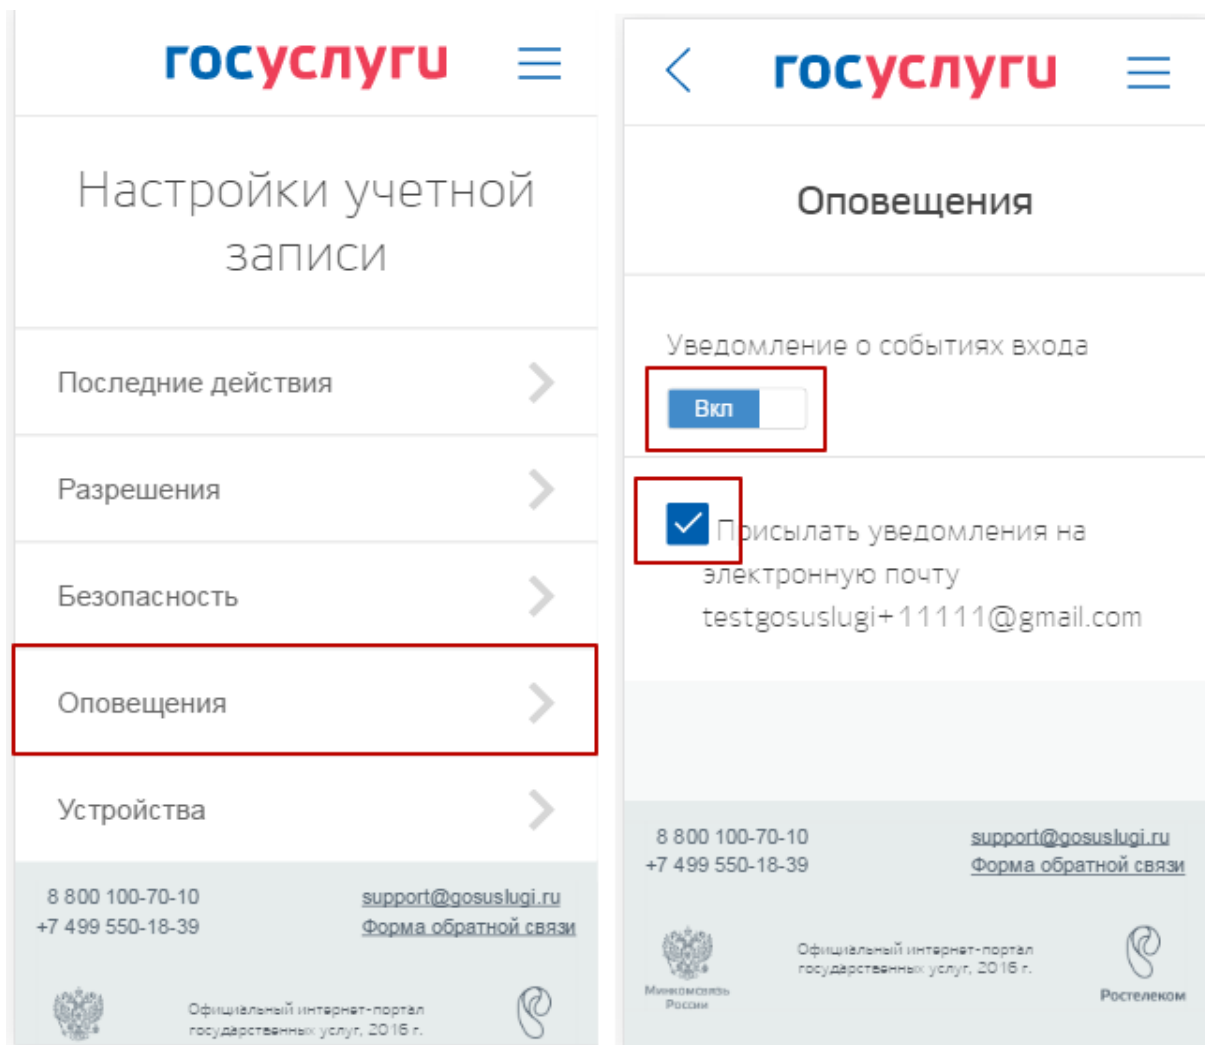 госуслуги
Настройки учетной
записи
Последние действия
Разрешения
Безопасность
Оповещения
Устройства
8 800 100-70-10
support@gosuslugi.ru
+7 499 550-18-39
Форма обратной связи
Официальный интернет-портал
государственных услуг, 2016 г.
госуслуги
Оповещения
Уведомление о событиях входа
Вкл
Присылать уведомления на
электронную почту
testgosuslugi+11111@gmail.com
8 800 100-70-10
support@gosuslugi.ru
+7 499 550-18-39
Форма обратной связи
Минкомсвязь
России
Официальный интернет-портал
государственных услуг, 2016 г.
Ростелеком